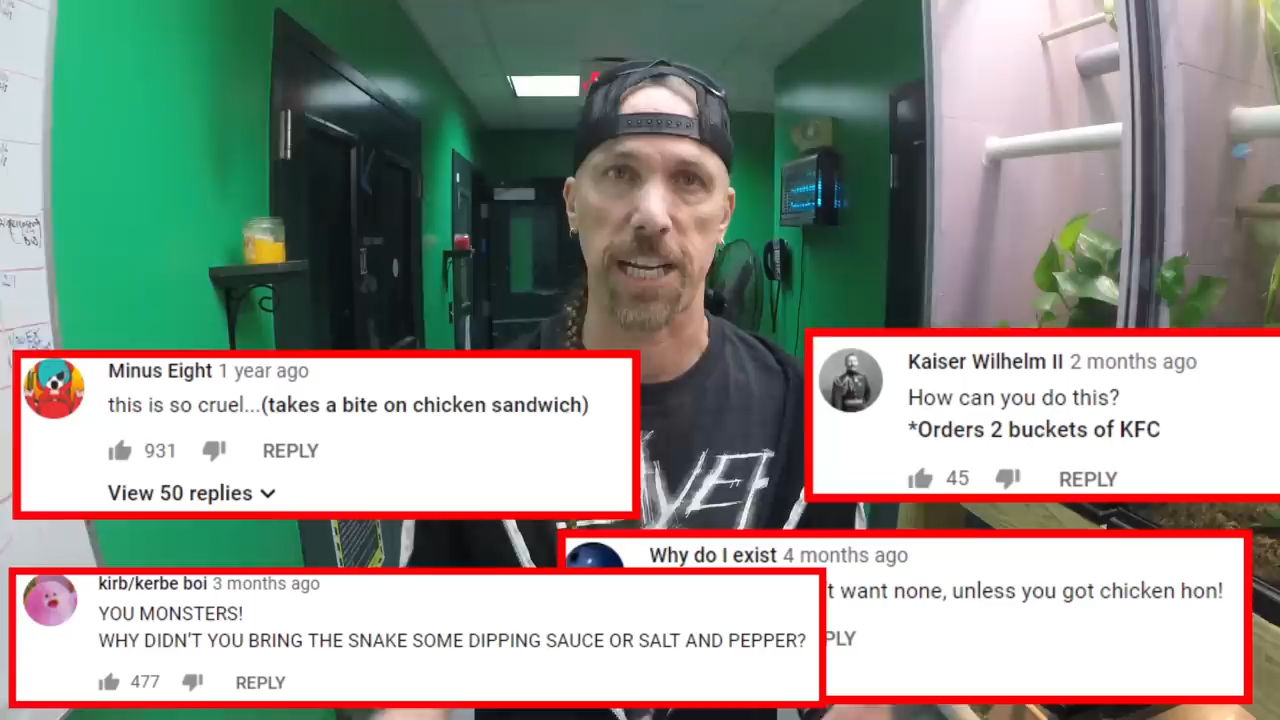 Minus Eight 1 year ago
this is so cruel...(takes a bite on chicken sandwich)
931 REPLY
View 50 replies
Kaiser Wilhelm II 2 months ago
How can you do this?
*Orders 2 buckets of KFC
45 REPLY
Why do I exist 4 months ago
t want none, unless you got chicken hon!
PLY
kirb/kerbe boi 3 months ago
YOU MONSTERS!
WHY DIDN'T YOU BRING THE SNAKE SOME DIPPING SAUCE OR SALT AND PEPPER?
477 REPLY